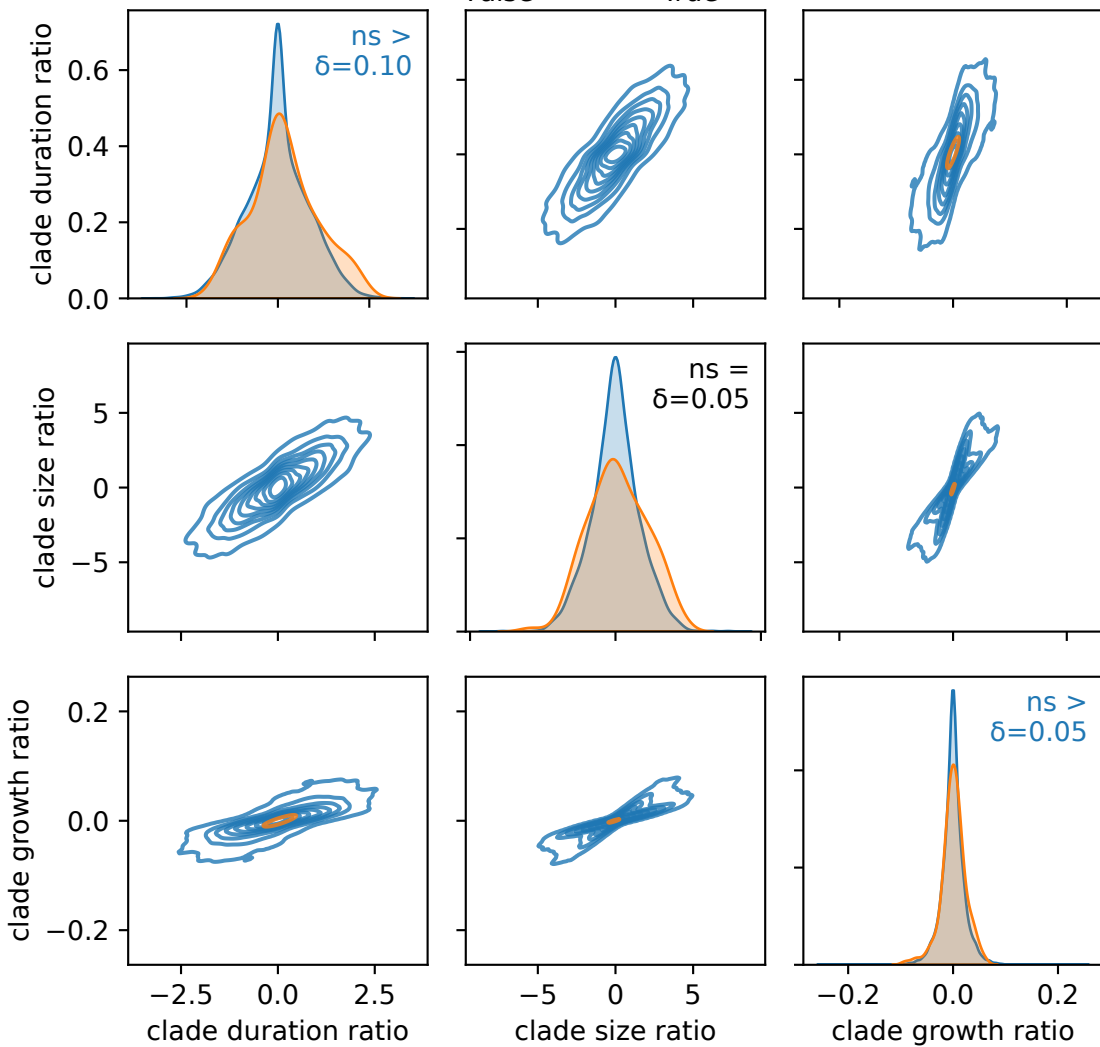 clade duration ratio
0.6
0.4
0.2
0.0
ns >
δ=0.10
clade size ratio
5
0
−5
ns =
δ=0.05
clade growth ratio
0.2
0.0
−0.2
ns >
δ=0.05
−2.5 0.0 2.5
clade duration ratio
−5 0 5
clade size ratio
−0.2 0.0 0.2
clade growth ratio